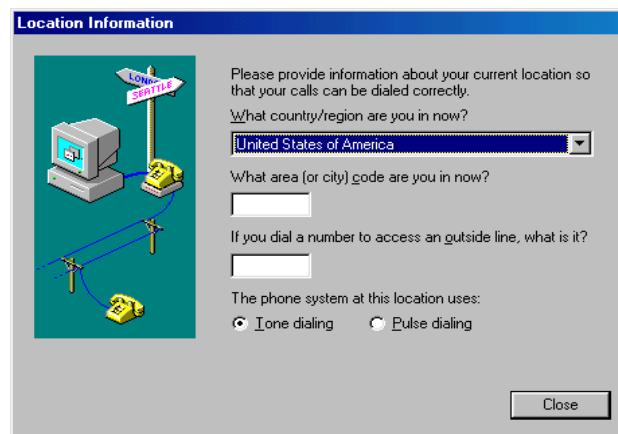 Location Information
LONDON
SEATTLE
Please provide information about your current location so
that your calls can be dialed correctly.
What country/region are you in now?
United States of America
What area (or city) code are you in now?
If you dial a number to access an outside line, what is it?
The phone system at this location uses:
Tone dialing
Pulse dialing
Close